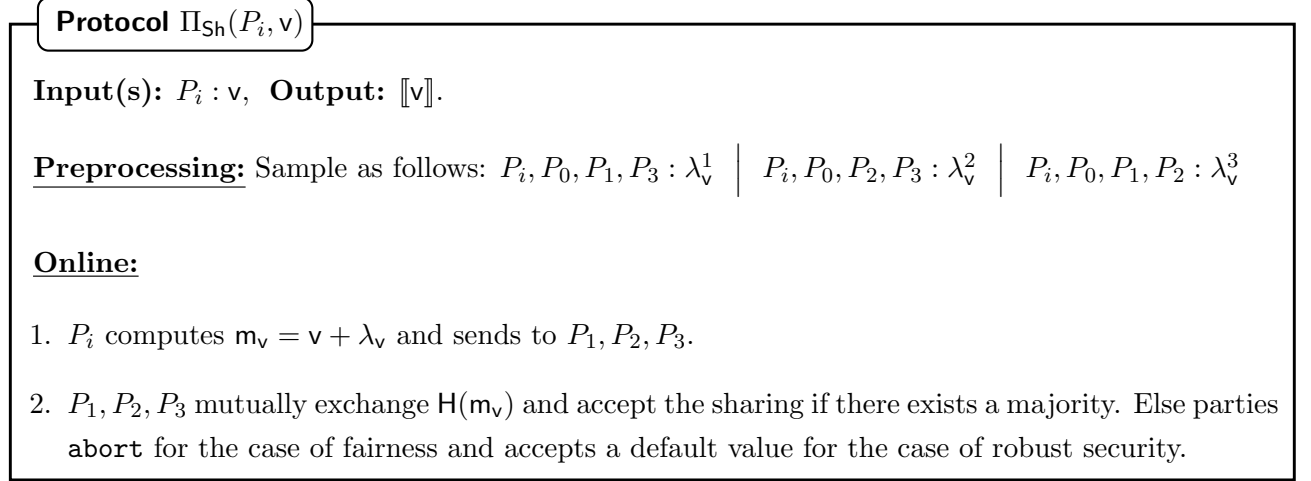 Protocol Π_Sh(P_i, v)
Input(s): P_i : v, Output: ⟦v⟧.
Preprocessing: Sample as follows: P_i, P_0, P_1, P_3 : λ_v^1 | P_i, P_0, P_2, P_3 : λ_v^2 | P_i, P_0, P_1, P_2 : λ_v^3
Online:
1. P_i computes m_v = v + λ_v and sends to P_1, P_2, P_3.
2. P_1, P_2, P_3 mutually exchange H(m_v) and accept the sharing if there exists a majority. Else parties
abort for the case of fairness and accepts a default value for the case of robust security.